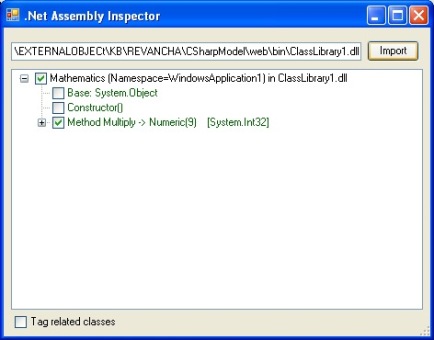 .Net Assembly Inspector
\EXTERNALOBJECt\KB\REVANCHA\CSharpModel\web\bin\ClassLibrary1.dll
Import
Mathematics (Namespace=WindowsApplication1) in ClassLibrary1.dll
Base: System.Object
Constructor()
Method Multiply -> Numeric(9) [System.Int32]
Tag related classes